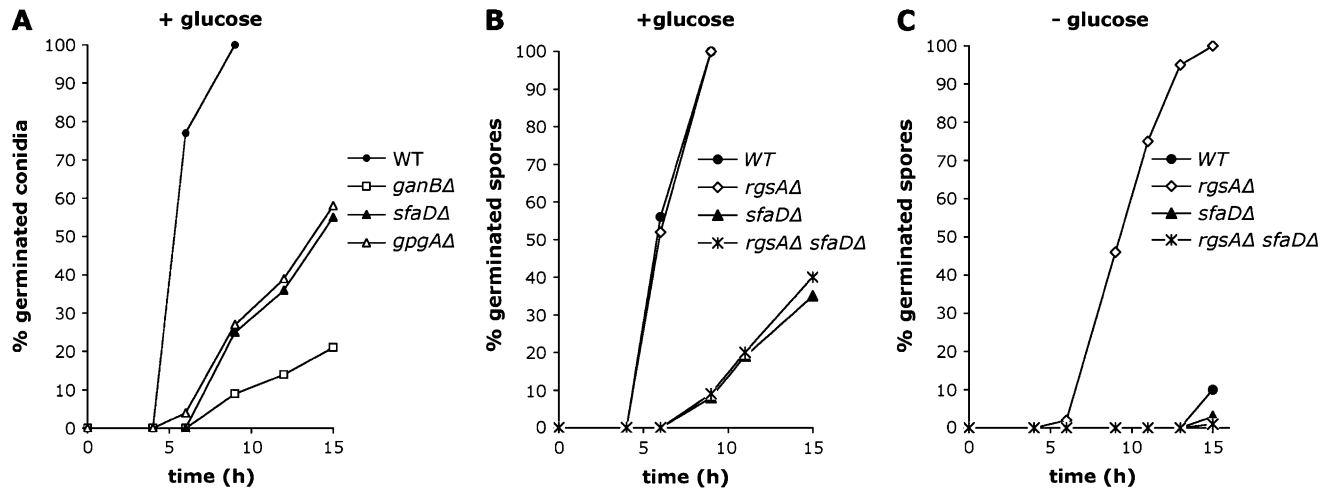 A
+ glucose
% germinated conidia
100
90
80
70
60
50
40
30
20
10
0
0 5 10 15
time (h)
WT
ganBΔ
sfaDΔ
gpgAΔ
B
+glucose
% germinated spores
100
90
80
70
60
50
40
30
20
10
0
0 5 10 15
time (h)
WT
rgsAΔ
sfaDΔ
rgsAΔ sfaDΔ
C
- glucose
% germinated spores
100
90
80
70
60
50
40
30
20
10
0
0 5 10 15
time (h)
WT
rgsAΔ
sfaDΔ
rgsAΔ sfaDΔ